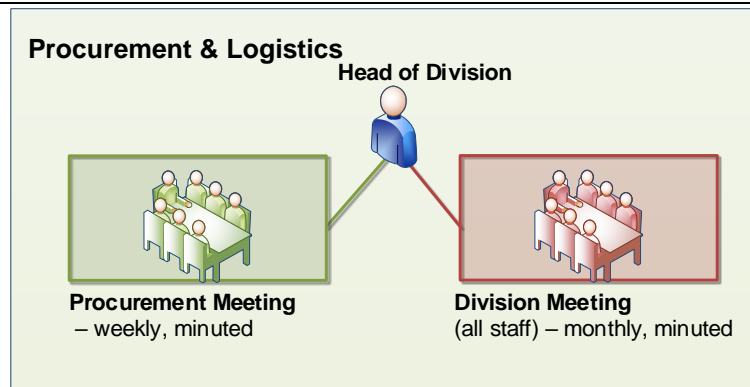 Procurement & Logistics
Head of Division
Procurement Meeting
– weekly, minuted
Division Meeting
(all staff) – monthly, minuted